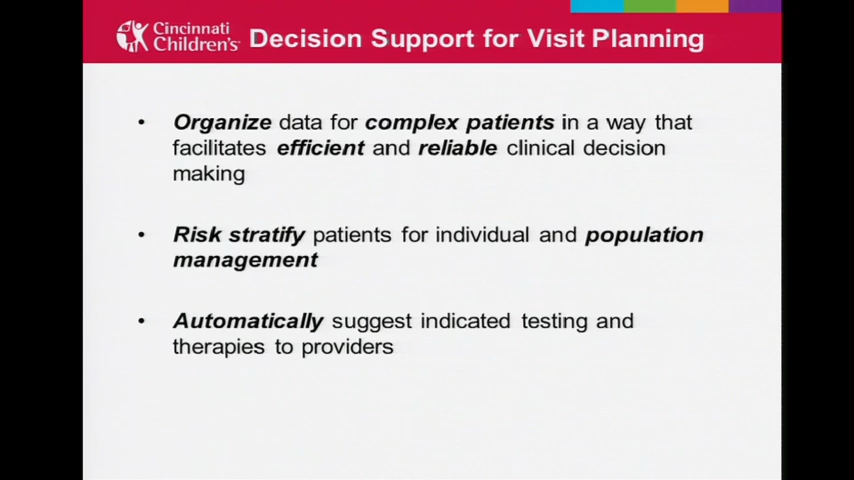 Cincinnati
Children's
Decision Support for Visit Planning
• Organize data for complex patients in a way that
facilitates efficient and reliable clinical decision
making
• Risk stratify patients for individual and population
management
• Automatically suggest indicated testing and
therapies to providers